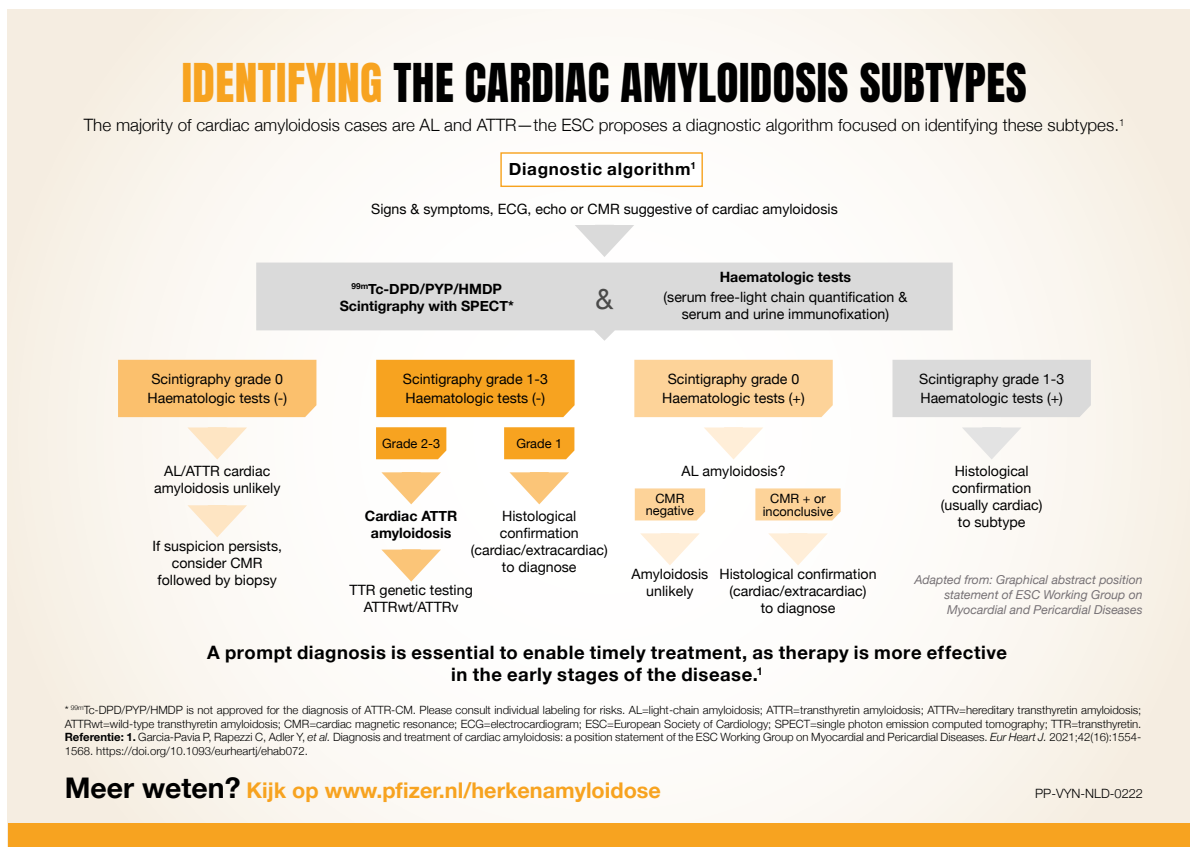 IDENTIFYING THE CARDIAC AMYLOIDOSIS SUBTYPES
The majority of cardiac amyloidosis cases are AL and ATTR—the ESC proposes a diagnostic algorithm focused on identifying these subtypes.¹
Diagnostic algorithm¹
Signs & symptoms, ECG, echo or CMR suggestive of cardiac amyloidosis
⁹⁹ᵐTc-DPD/PYP/HMDP
Scintigraphy with SPECT*
&
Haematologic tests
(serum free-light chain quantification &
serum and urine immunofixation)
Scintigraphy grade 0
Haematologic tests (-)
AL/ATTR cardiac
amyloidosis unlikely
If suspicion persists,
consider CMR
followed by biopsy
Scintigraphy grade 1-3
Haematologic tests (-)
Grade 2-3
Cardiac ATTR
amyloidosis
TTR genetic testing
ATTRwt/ATTRv
Grade 1
Histological
confirmation
(cardiac/extracardiac)
to diagnose
Scintigraphy grade 0
Haematologic tests (+)
AL amyloidosis?
CMR
negative
Amyloidosis
unlikely
CMR + or
inconclusive
Histological confirmation
(cardiac/extracardiac)
to diagnose
Scintigraphy grade 1-3
Haematologic tests (+)
Histological
confirmation
(usually cardiac)
to subtype
Adapted from: Graphical abstract position
statement of ESC Working Group on
Myocardial and Pericardial Diseases
A prompt diagnosis is essential to enable timely treatment, as therapy is more effective
in the early stages of the disease.¹
* ⁹⁹ᵐTc-DPD/PYP/HMDP is not approved for the diagnosis of ATTR-CM. Please consult individual labeling for risks. AL=light-chain amyloidosis; ATTR=transthyretin amyloidosis; ATTRv=hereditary transthyretin amyloidosis;
ATTRwt=wild-type transthyretin amyloidosis; CMR=cardiac magnetic resonance; ECG=electrocardiogram; ESC=European Society of Cardiology; SPECT=single photon emission computed tomography; TTR=transthyretin.
Referentie: 1. Garcia-Pavia P, Rapezzi C, Adler Y, et al. Diagnosis and treatment of cardiac amyloidosis: a position statement of the ESC Working Group on Myocardial and Pericardial Diseases. Eur Heart J. 2021;42(16):1554-
1568. https://doi.org/10.1093/eurheartj/ehab072.
Meer weten? Kijk op www.pfizer.nl/herkenamyloidose
PP-VYN-NLD-0222